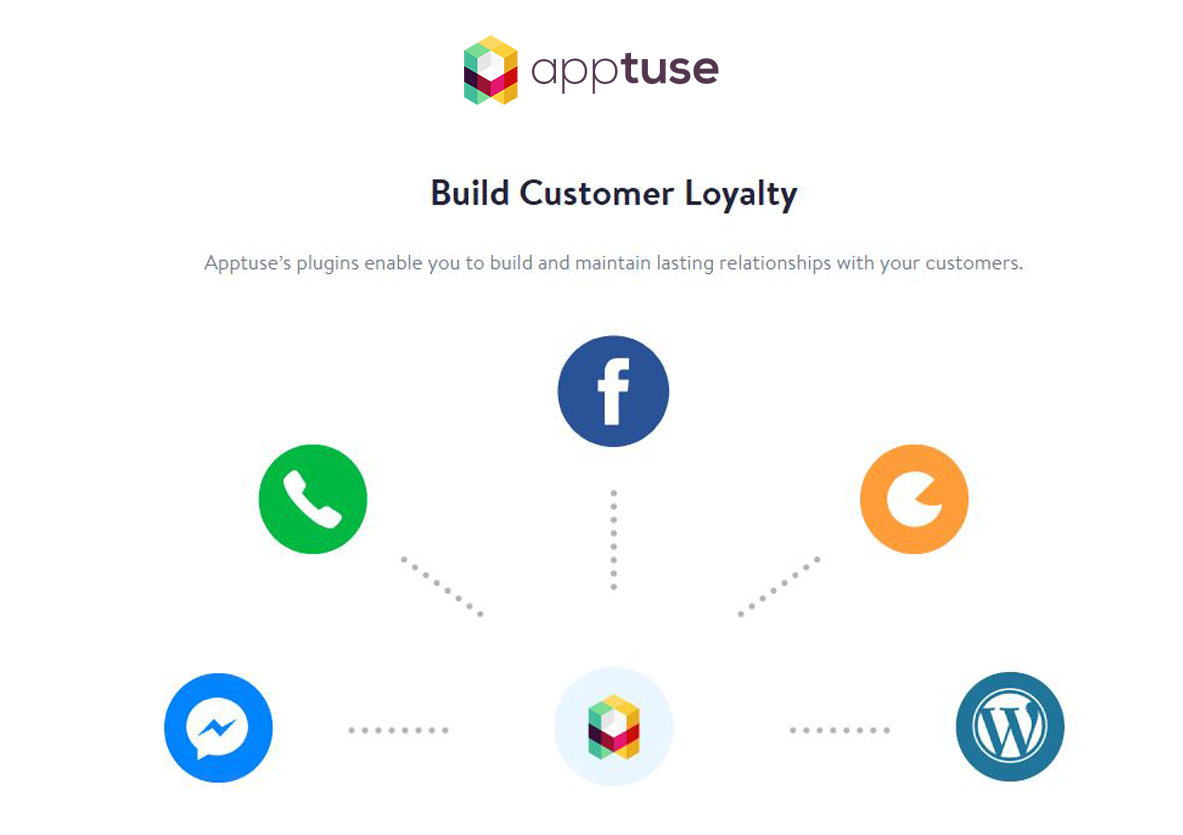 apptuse
Build Customer Loyalty
Apptuse's plugins enable you to build and maintain lasting relationships with your customers.